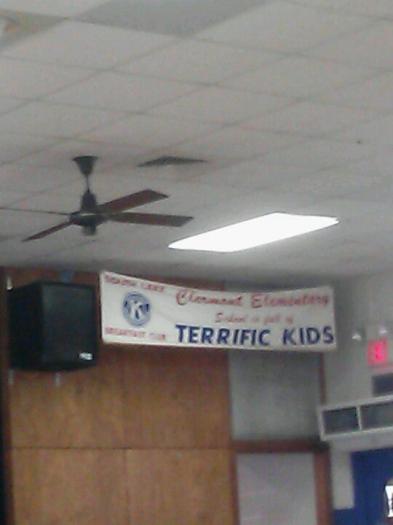 SOUTH LAKE
K
BREAKFAST CLUB
Clermont Elementary
School is full of
TERRIFIC KIDS